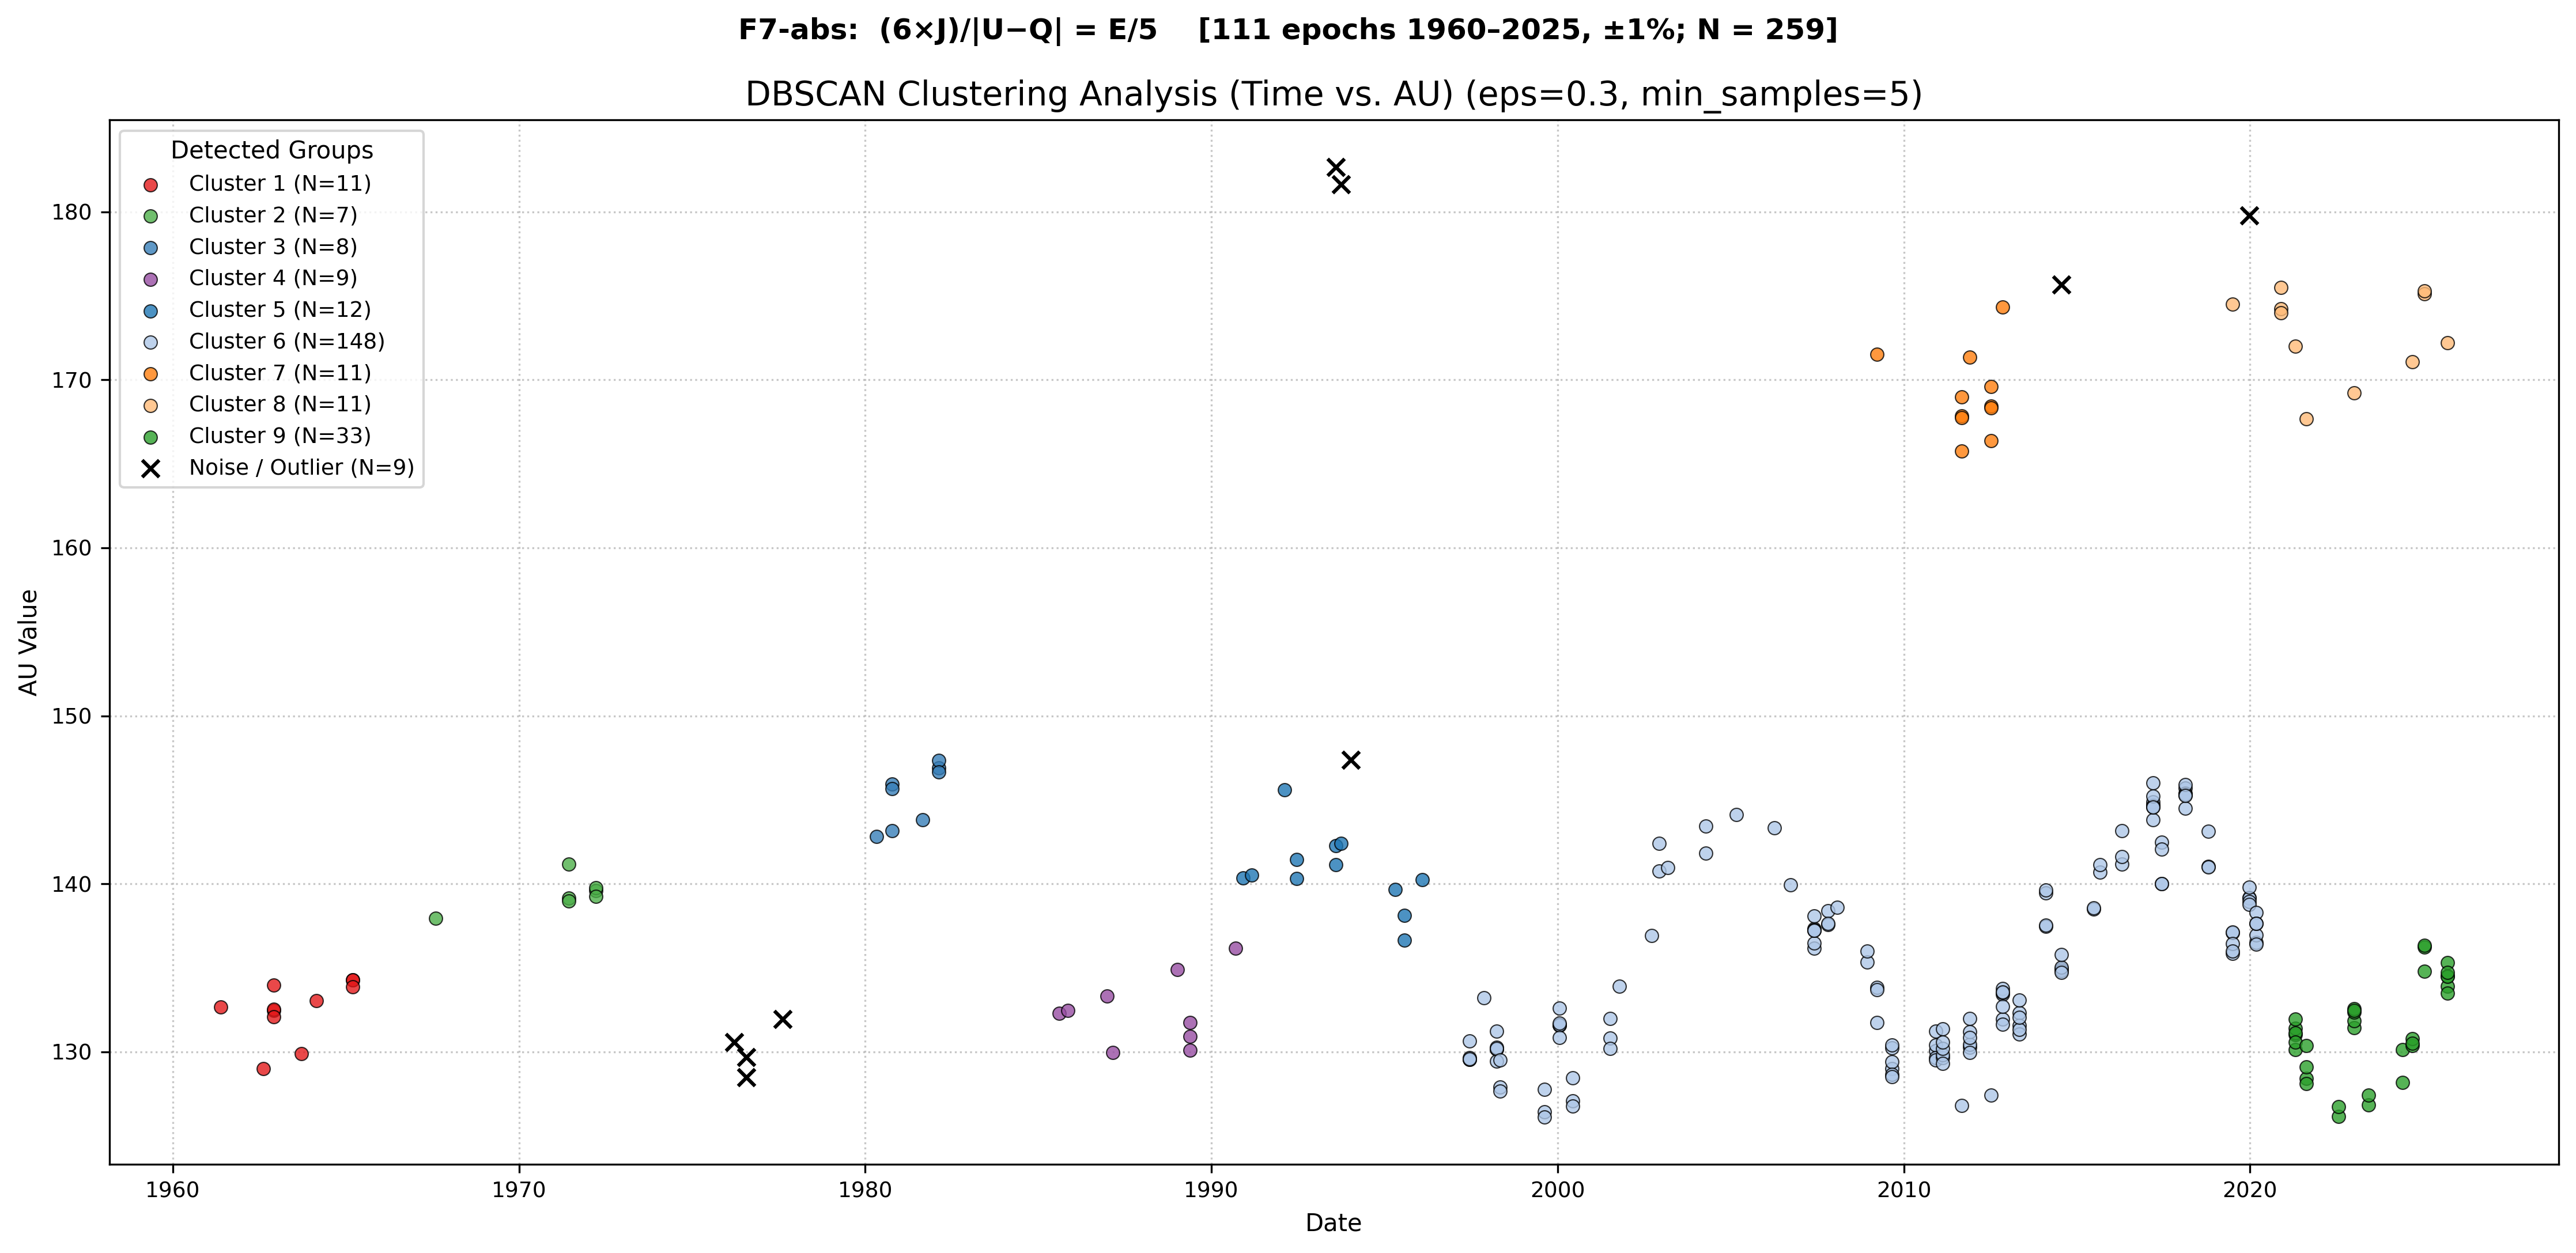 F7-abs:  (6×J)/|U−Q| = E/5    [111 epochs 1960–2025, ±1%; N = 259]
DBSCAN Clustering Analysis (Time vs. AU) (eps=0.3, min_samples=5)
Detected Groups
Cluster 1 (N=11)
Cluster 2 (N=7)
Cluster 3 (N=8)
Cluster 4 (N=9)
Cluster 5 (N=12)
Cluster 6 (N=148)
Cluster 7 (N=11)
Cluster 8 (N=11)
Cluster 9 (N=33)
Noise / Outlier (N=9)
AU Value
180
170
160
150
140
130
1960 1970 1980 1990 2000 2010 2020
Date